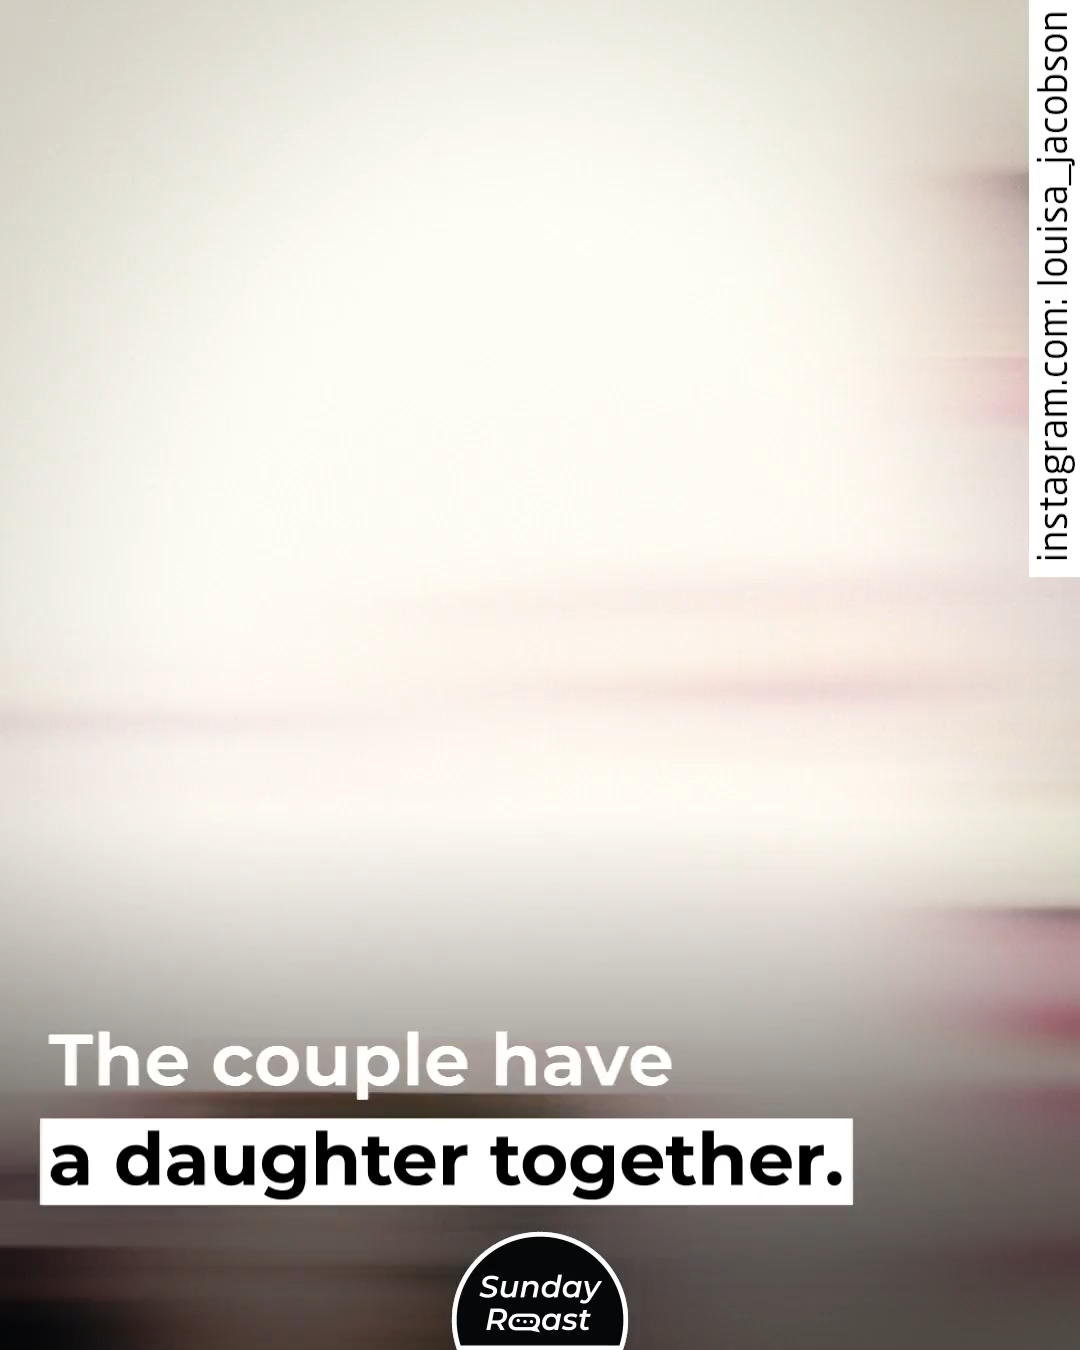 instagram.com: louisa_jacobson
The couple have
a daughter together.
Sunday
Roast